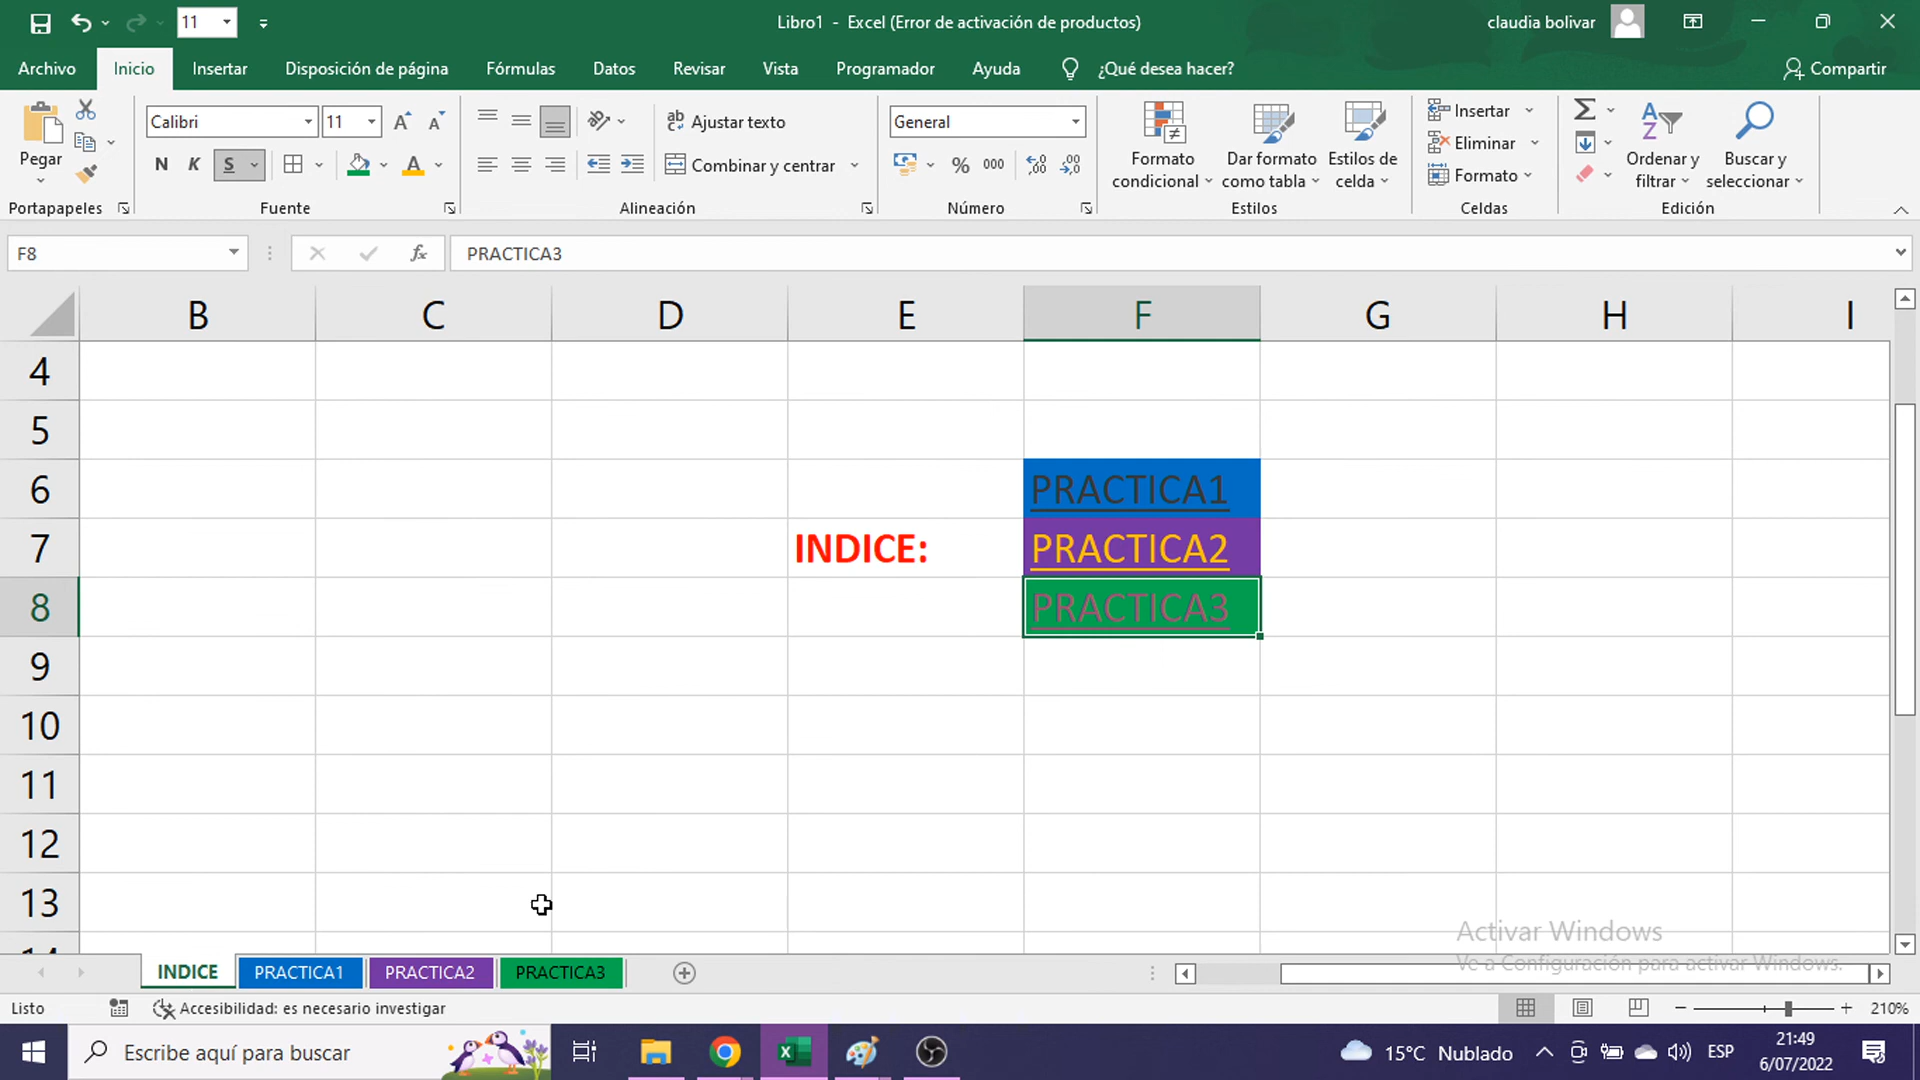 11
Libro1 - Excel (Error de activación de productos)
claudia bolivar
Archivo Inicio Insertar Disposición de página Fórmulas Datos Revisar Vista Programador Ayuda ¿Qué desea hacer? Compartir
Pegar
Portapapeles
Calibri 11
N K S
Fuente
Ajustar texto
Combinar y centrar
Alineación
General
% 000
Número
Formato condicional
Dar formato como tabla
Estilos de celda
Estilos
Insertar
Eliminar
Formato
Celdas
Ordenar y filtrar
Buscar y seleccionar
Edición
F8 fx PRACTICA3
B C D E F G H I
4
5
6 PRACTICA1
7 INDICE: PRACTICA2
8 PRACTICA3
9
10
11
12
13
Activar Windows
Ve a Configuración para activar Windows.
INDICE PRACTICA1 PRACTICA2 PRACTICA3
Listo Accesibilidad: es necesario investigar 210%
Escribe aquí para buscar
15°C Nublado
ESP
21:49
6/07/2022